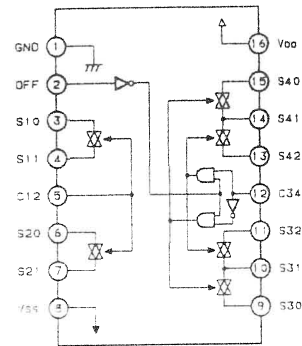 GND 1
OFF 2
S10 3
S11 4
C12 5
S20 6
S21 7
VSS 8
16 VDD
15 S40
14 S41
13 S42
12 C34
11 S32
10 S31
9 S30